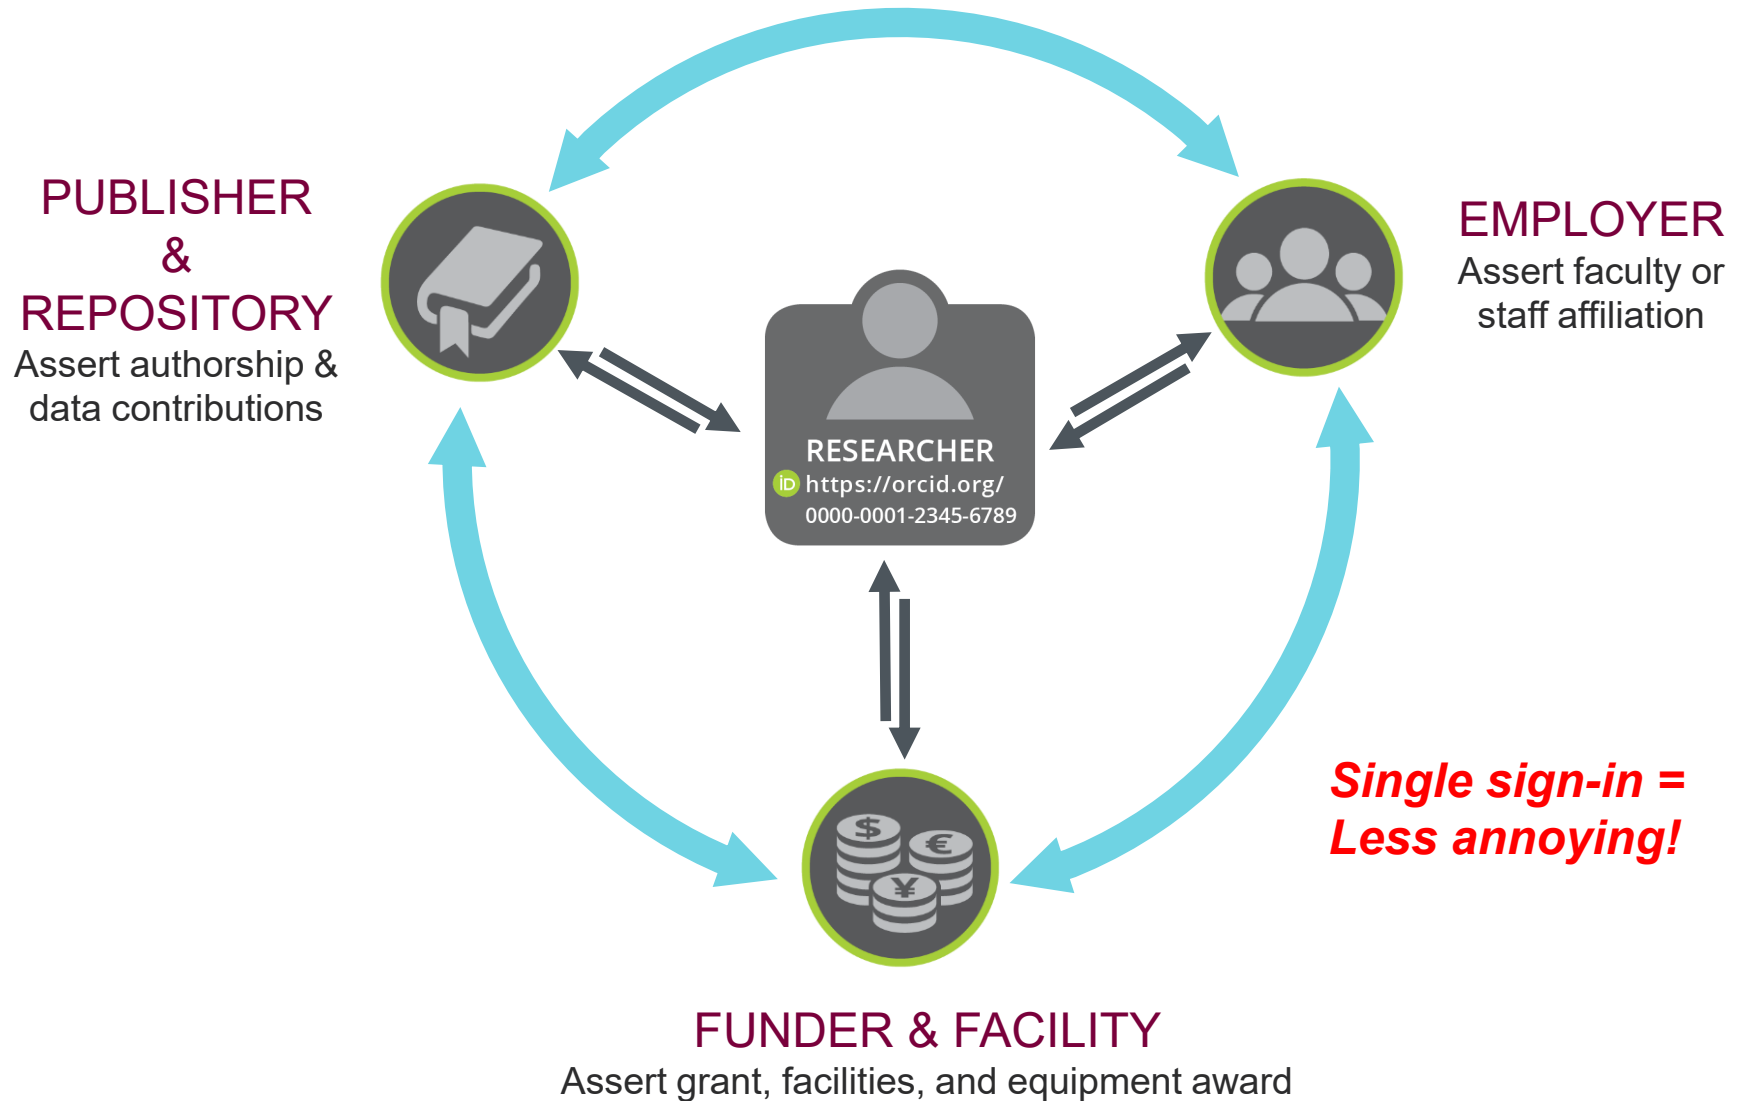 PUBLISHER
&
REPOSITORY
Assert authorship &
data contributions
EMPLOYER
Assert faculty or
staff affiliation
RESEARCHER
iD https://orcid.org/
0000-0001-2345-6789
$
€
¥
Single sign-in =
Less annoying!
FUNDER & FACILITY
Assert grant, facilities, and equipment award